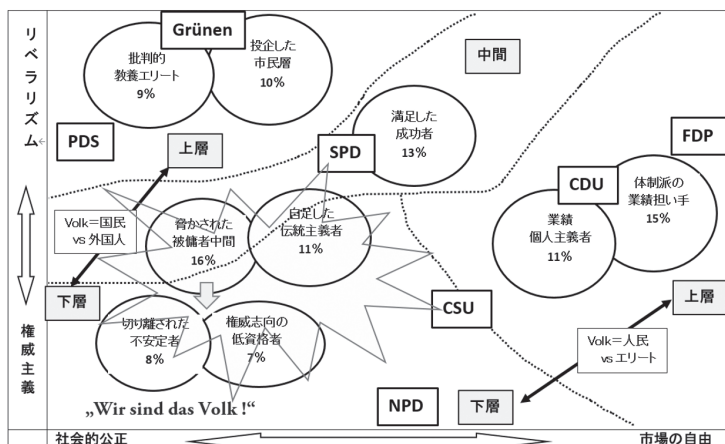 リベラリズム
権威主義
Grünen
批判的
教養エリート
9%
投企した
市民層
10%
中間
満足した
成功者
13%
PDS
上層
SPD
FDP
CDU
体制派の
業績担い手
15%
業績
個人主義者
11%
Volk＝国民
vs 外国人
脅かされた
被傭者中間
16%
自足した
伝統主義者
11%
下層
CSU
上層
切り離された
不安定者
8%
権威志向の
低資格者
7%
Volk＝人民
vs エリート
„Wir sind das Volk !“
NPD
下層
社会的公正
市場の自由